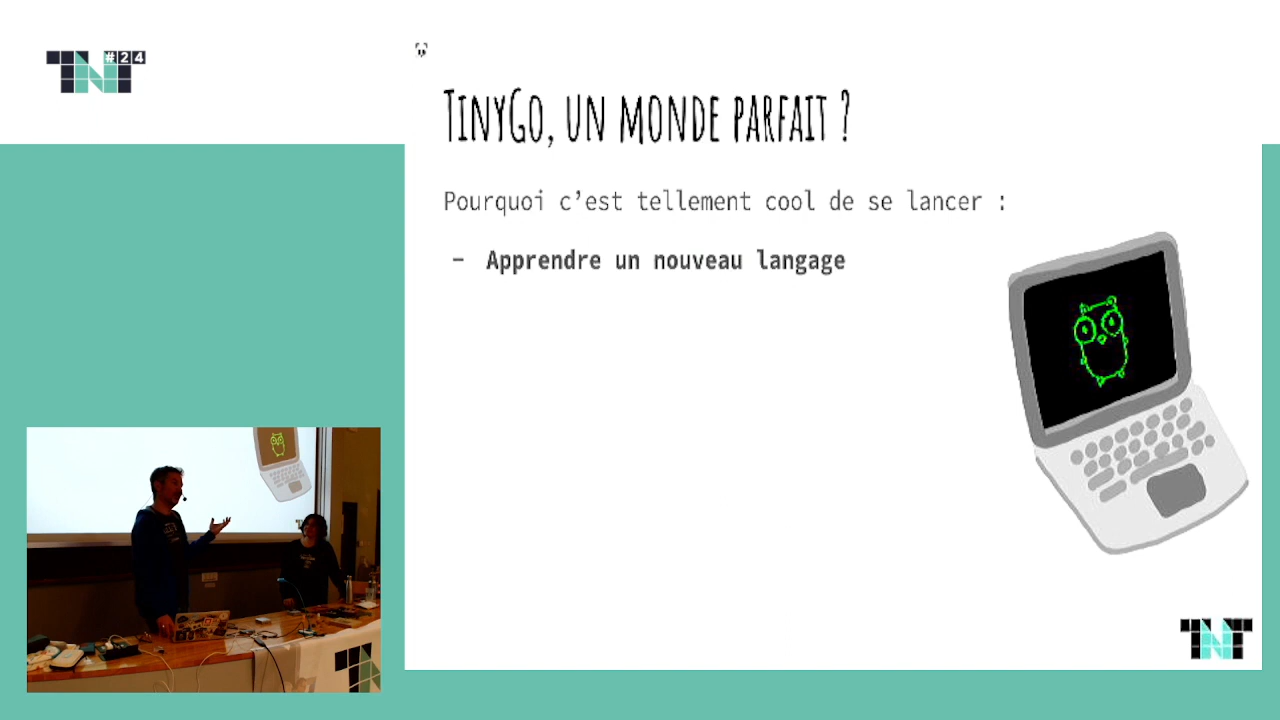 TNT #24
TinyGo, un monde parfait ?
Pourquoi c’est tellement cool de se lancer :
– Apprendre un nouveau langage
TNT